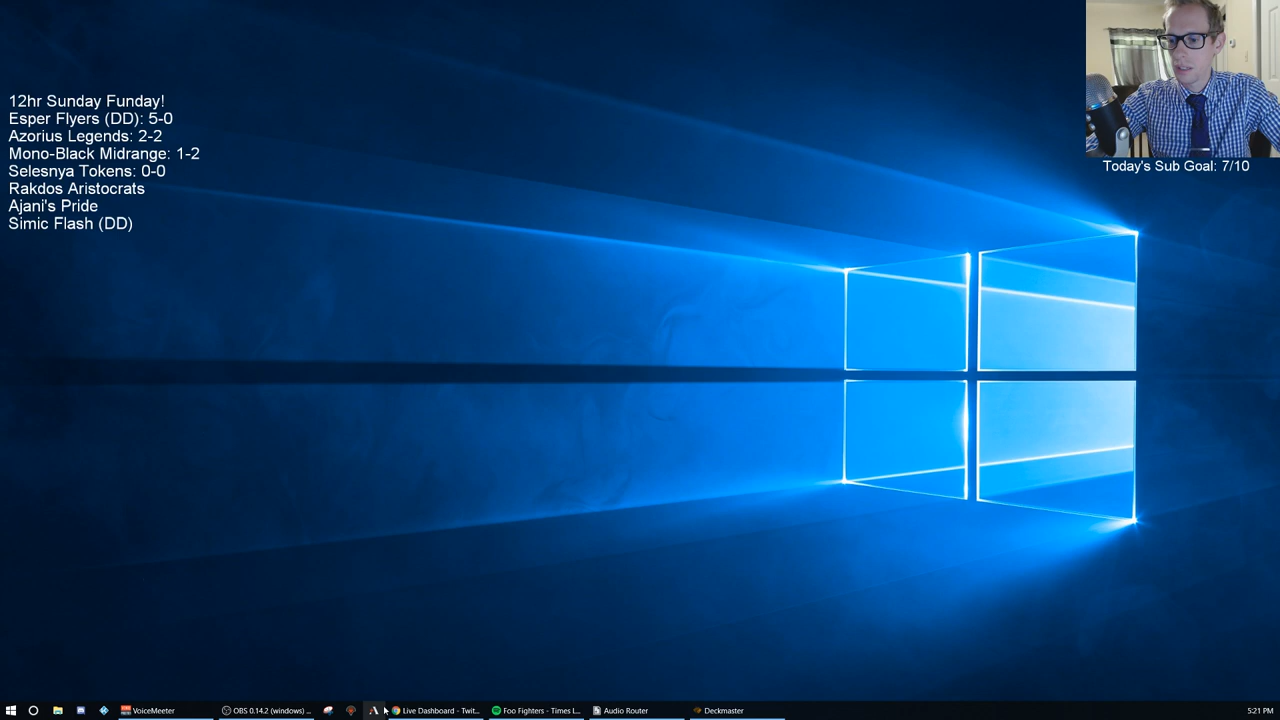 12hr Sunday Funday!
Esper Flyers (DD): 5-0
Azorius Legends: 2-2
Mono-Black Midrange: 1-2
Selesnya Tokens: 0-0
Rakdos Aristocrats
Ajani's Pride
Simic Flash (DD)
Today's Sub Goal: 7/10
VoiceMeeter
OBS 0.14.2 (windows) ...
Live Dashboard - Twit...
Foo Fighters - Times I...
Audio Router
Deckmaster
5:21 PM